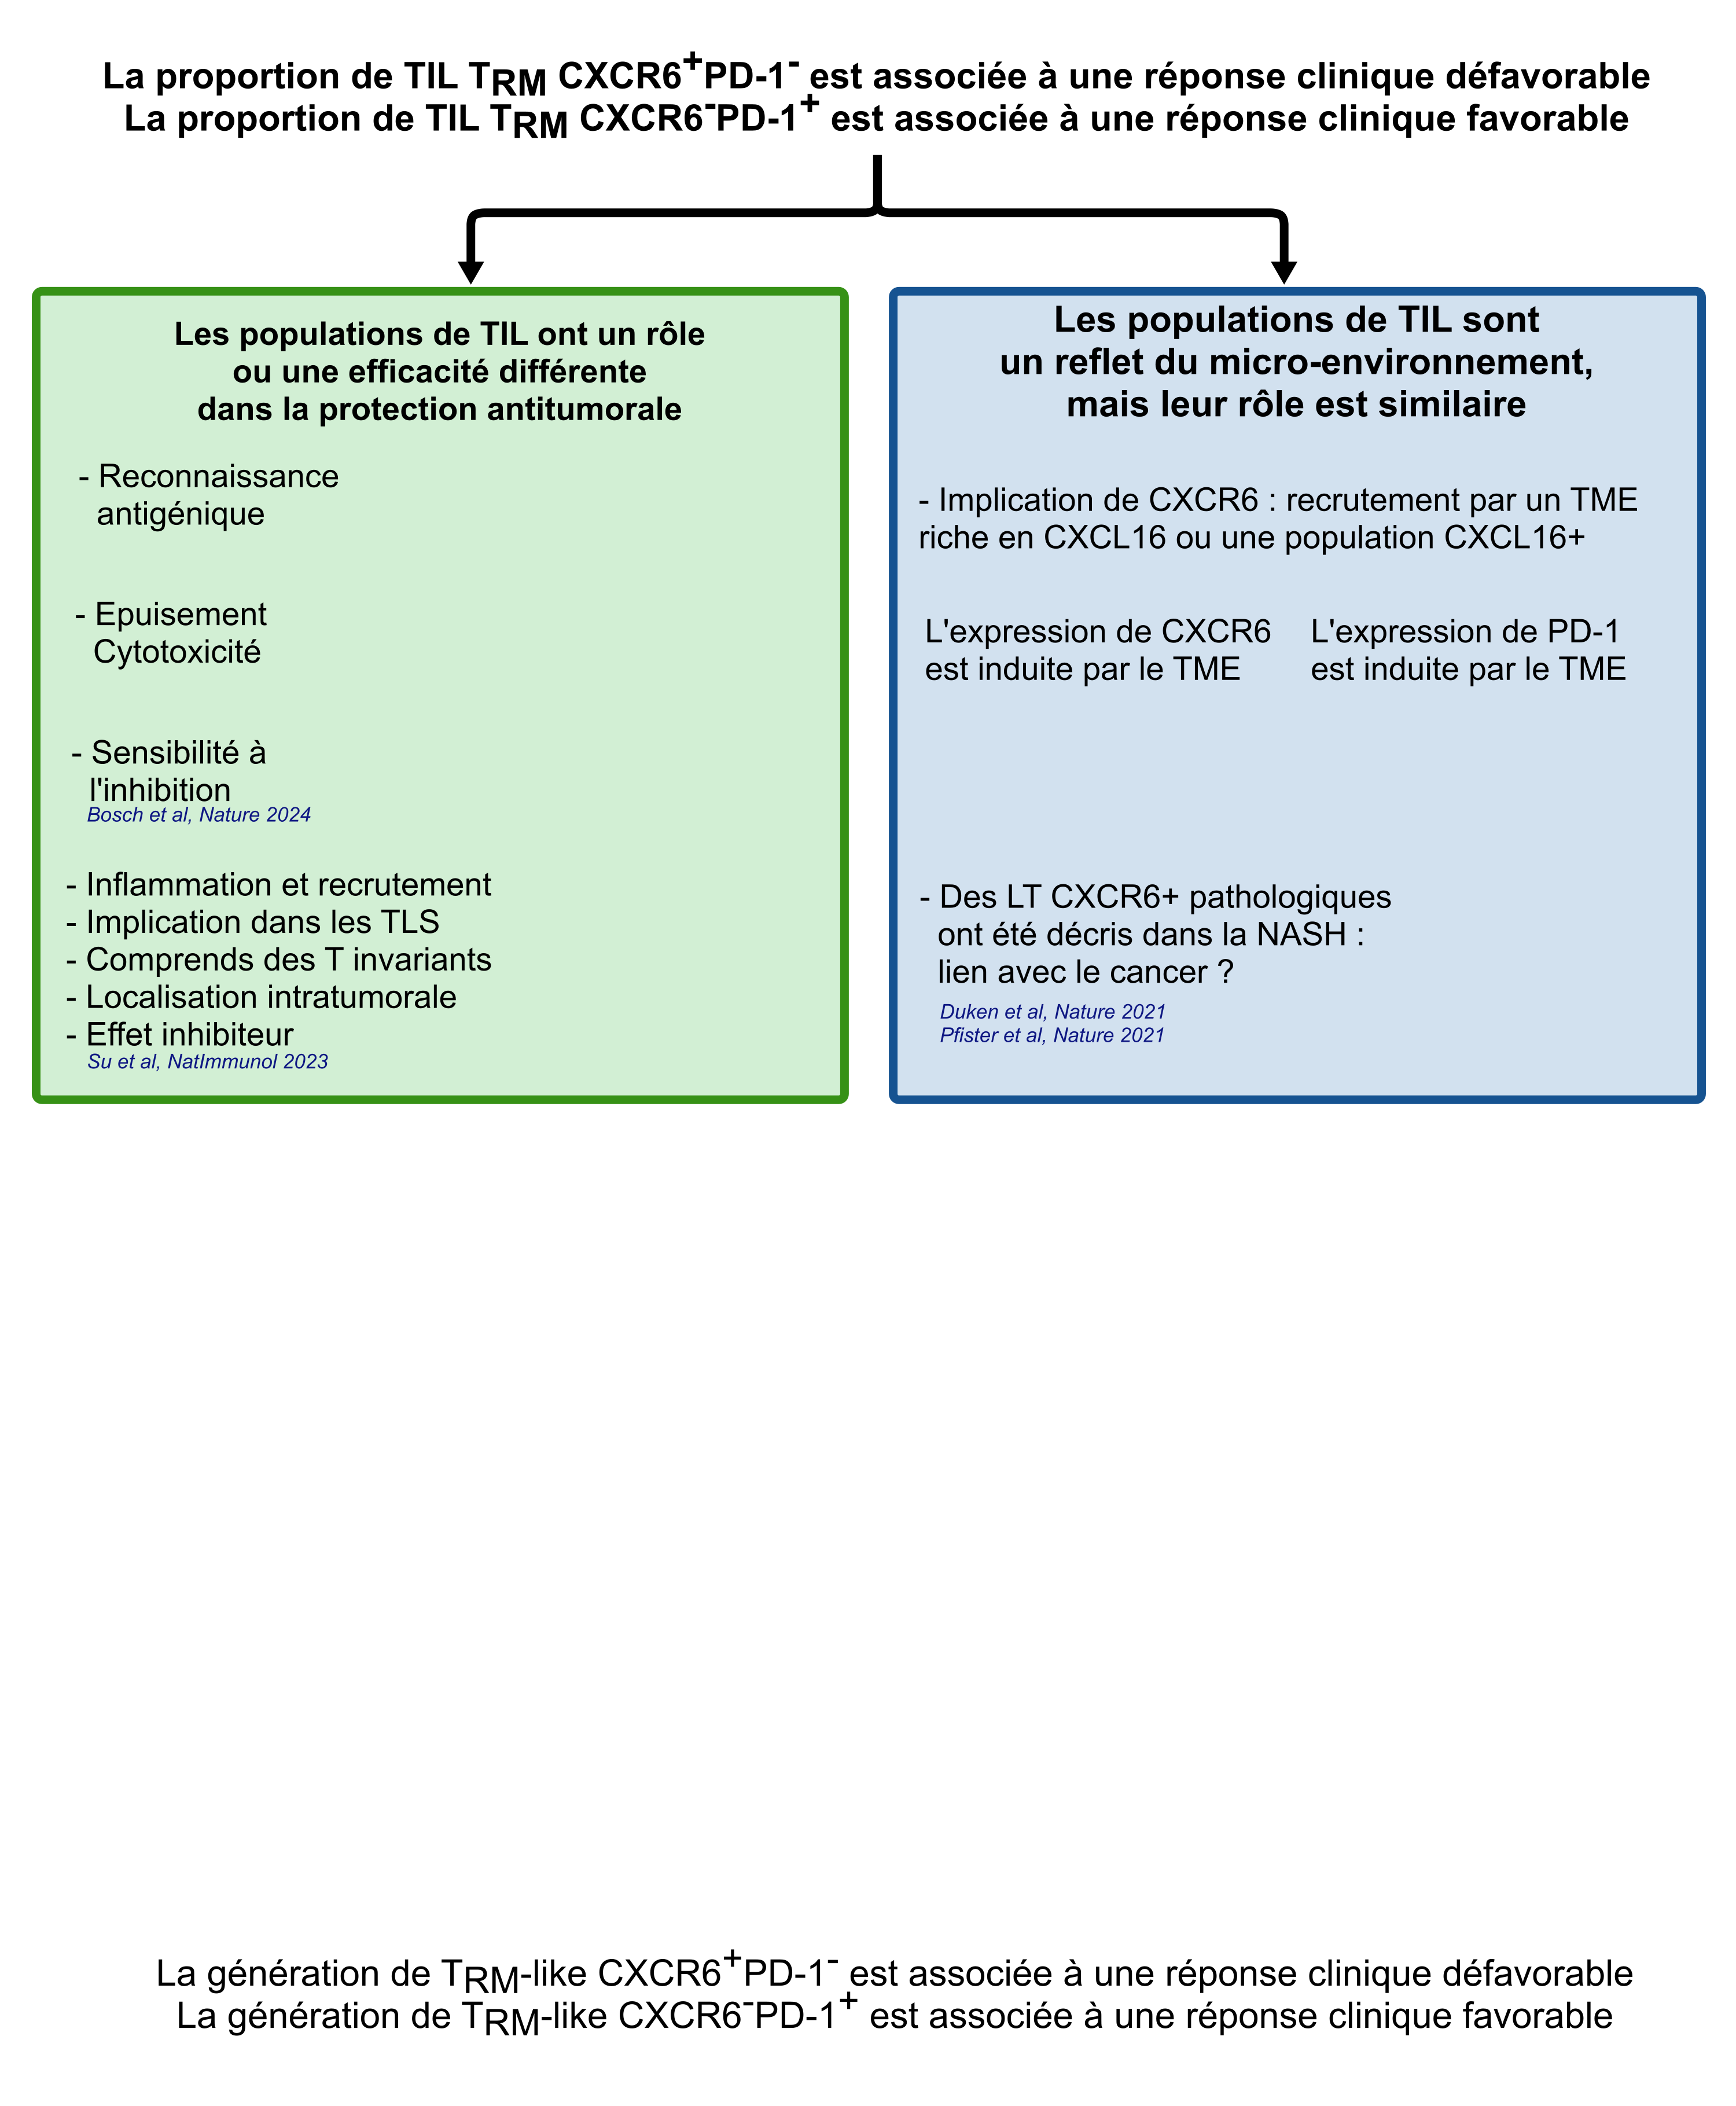 La proportion de TIL TRM CXCR6+PD-1- est associée à une réponse clinique défavorable
La proportion de TIL TRM CXCR6-PD-1+ est associée à une réponse clinique favorable
Les populations de TIL ont un rôle
ou une efficacité différente
dans la protection antitumorale
- Reconnaissance
antigénique
- Epuisement
Cytotoxicité
- Sensibilité à
l'inhibition
Bosch et al, Nature 2024
- Inflammation et recrutement
- Implication dans les TLS
- Comprends des T invariants
- Localisation intratumorale
- Effet inhibiteur
Su et al, NatImmunol 2023
Les populations de TIL sont
un reflet du micro-environnement,
mais leur rôle est similaire
- Implication de CXCR6 : recrutement par un TME
riche en CXCL16 ou une population CXCL16+
L'expression de CXCR6
est induite par le TME
L'expression de PD-1
est induite par le TME
- Des LT CXCR6+ pathologiques
ont été décris dans la NASH :
lien avec le cancer ?
Duken et al, Nature 2021
Pfister et al, Nature 2021
La génération de TRM-like CXCR6+PD-1- est associée à une réponse clinique défavorable
La génération de TRM-like CXCR6-PD-1+ est associée à une réponse clinique favorable